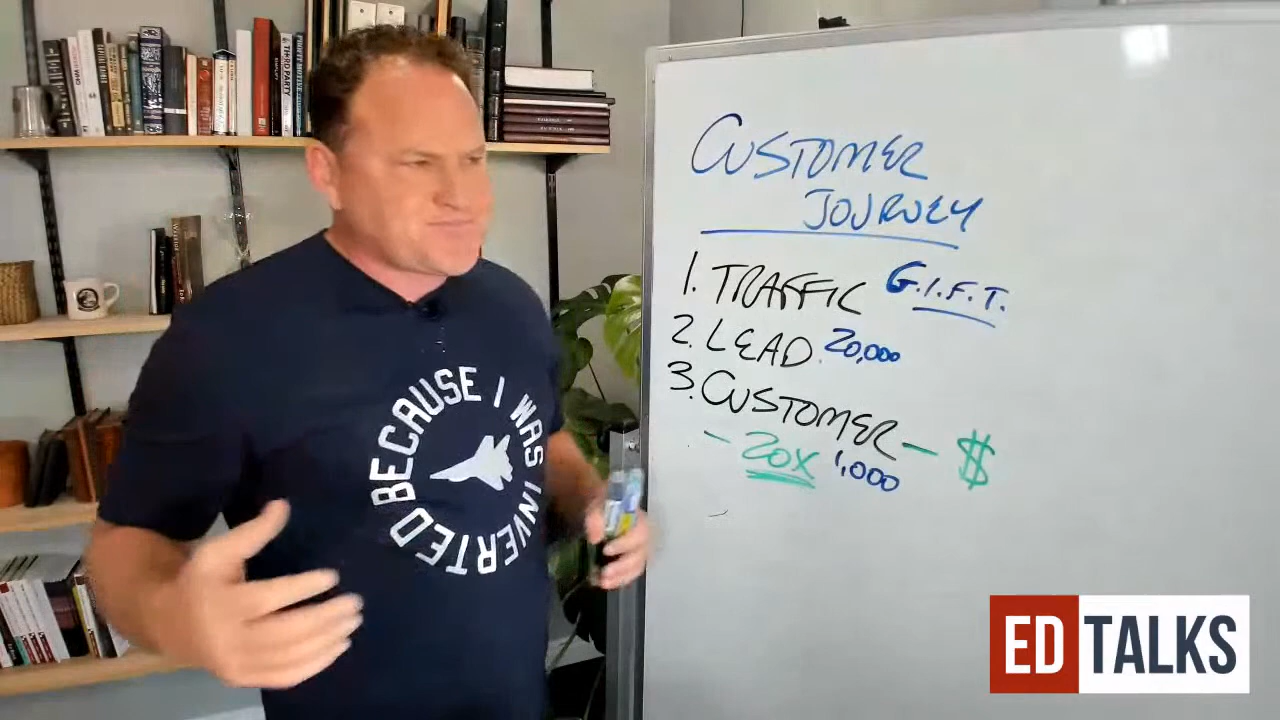 CUSTOMER
JOURNEY
1. TRAFFIC G.I.F.T.
2. LEAD 20,000
3. CUSTOMER - $
- 20X 1,000
BECAUSE I WAS INVERTED
ED TALKS